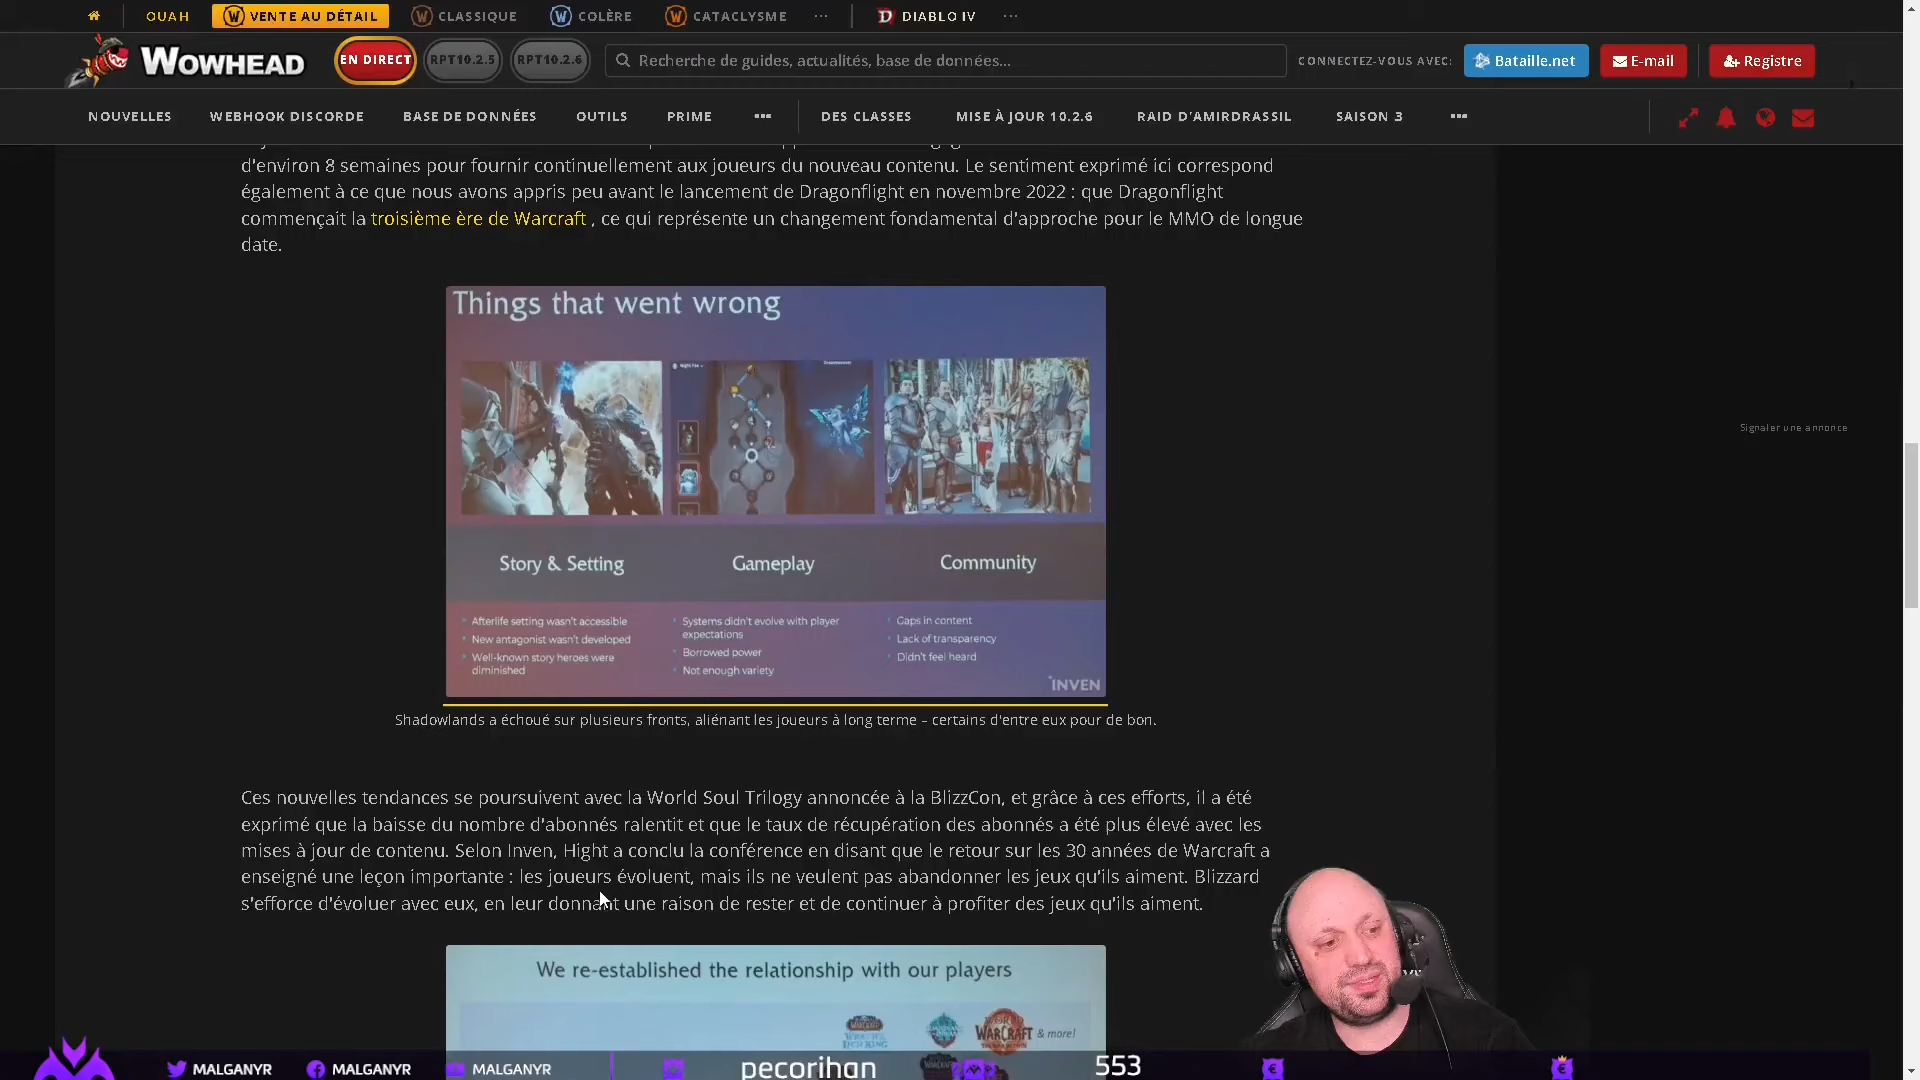 OUAH
VENTE AU DÉTAIL
CLASSIQUE
COLÈRE
CATACLYSME
DIABLO IV
WOWHEAD
EN DIRECT
RPT10.2.5
RPT10.2.6
Recherche de guides, actualités, base de données...
CONNECTEZ-VOUS AVEC:
Bataille.net
E-mail
Registre
NOUVELLES
WEBHOOK DISCORDE
BASE DE DONNÉES
OUTILS
PRIME
DES CLASSES
MISE À JOUR 10.2.6
RAID D'AMIRDRASSIL
SAISON 3
d'environ 8 semaines pour fournir continuellement aux joueurs du nouveau contenu. Le sentiment exprimé ici correspond
également à ce que nous avons appris peu avant le lancement de Dragonflight en novembre 2022 : que Dragonflight
commençait la troisième ère de Warcraft , ce qui représente un changement fondamental d'approche pour le MMO de longue
date.
Signaler une annonce
Things that went wrong
Story & Setting
Gameplay
Community
Afterlife setting wasn't accessible
New antagonist wasn't developed
Well-known story heroes were
diminished
Systems didn't evolve with player
expectations
Borrowed power
Not enough variety
Gaps in content
Lack of transparency
Didn't feel heard
INVEN
Shadowlands a échoué sur plusieurs fronts, aliénant les joueurs à long terme – certains d'entre eux pour de bon.
Ces nouvelles tendances se poursuivent avec la World Soul Trilogy annoncée à la BlizzCon, et grâce à ces efforts, il a été
exprimé que la baisse du nombre d'abonnés ralentit et que le taux de récupération des abonnés a été plus élevé avec les
mises à jour de contenu. Selon Inven, Hight a conclu la conférence en disant que le retour sur les 30 années de Warcraft a
enseigné une leçon importante : les joueurs évoluent, mais ils ne veulent pas abandonner les jeux qu'ils aiment. Blizzard
s'efforce d'évoluer avec eux, en leur donnant une raison de rester et de continuer à profiter des jeux qu'ils aiment.
We re-established the relationship with our players
WARCRAFT
& more!
MALGANYR
MALGANYR
MALGANYR
pecorihan
553